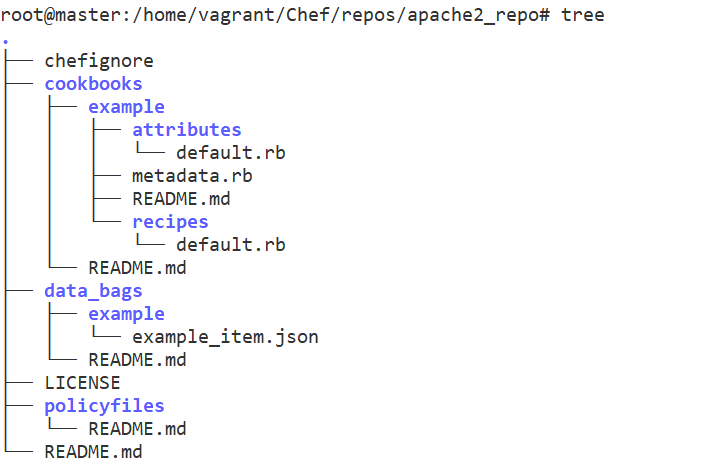 root@master:/home/vagrant/Chef/repos/apache2_repo# tree
.
├── chefignore
├── cookbooks
│   ├── example
│   │   ├── attributes
│   │   │   └── default.rb
│   │   ├── metadata.rb
│   │   ├── README.md
│   │   └── recipes
│   │       └── default.rb
│   └── README.md
├── data_bags
│   ├── example
│   │   └── example_item.json
│   └── README.md
├── LICENSE
├── policyfiles
│   └── README.md
└── README.md